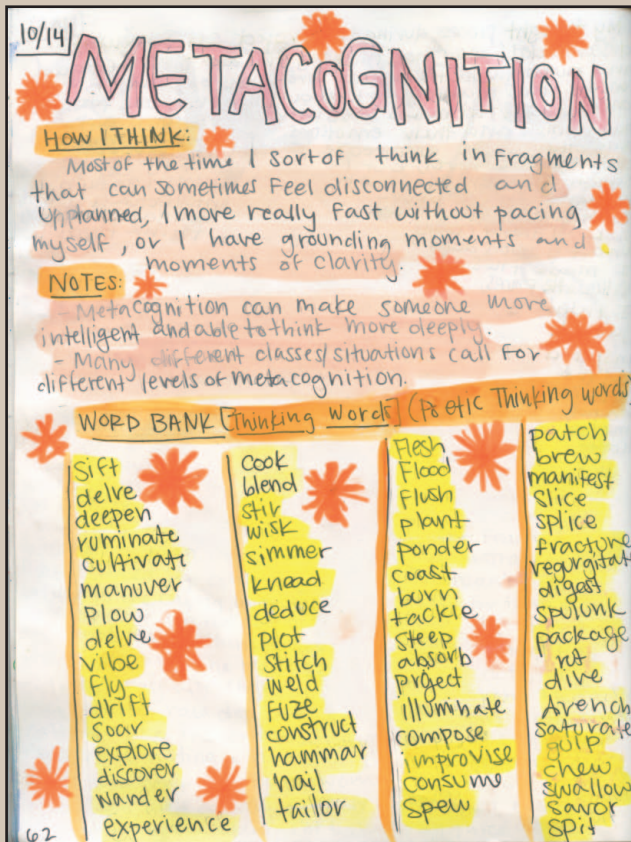 10/14
METACOGNITION
HOW I THINK:
Most of the time I sort of think in fragments
that can sometimes feel disconnected and
unplanned, I move really fast without pacing
myself, or I have grounding moments and
moments of clarity.
NOTES:
- Metacognition can make someone more
intelligent and able to think more deeply.
- Many different classes/situations call for
different levels of metacognition.
WORD BANK [Thinking words] (Poetic Thinking words)
Sift
delve
deepen
ruminate
cultivate
manuver
Plow
delve
vibe
fly
drift
soar
explore
discover
wander
experience
cook
blend
stir
wisk
simmer
knead
deduce
plot
stitch
weld
fuze
construct
hammar
nail
tailor
Flesh
Flood
flush
plant
ponder
coast
burn
tackle
steep
absorb
project
illuminate
compose
improvise
consume
spew
patch
brew
manifest
slice
splice
fracture
regurgitate
digest
spulunk
package
rot
dive
drench
saturate
gulp
chew
swallow
savor
spit
62